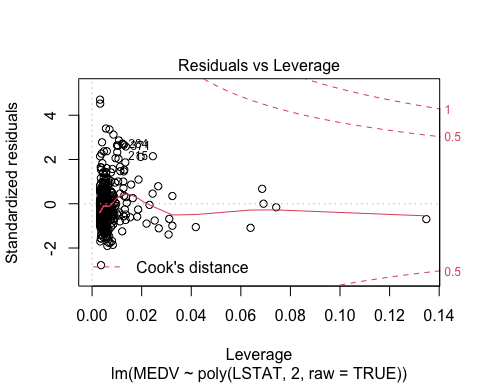 Residuals vs Leverage
Standardized residuals
4
2
0
-2
1
0.5
0.5
215
Cook's distance
0.00 0.02 0.04 0.06 0.08 0.10 0.12 0.14
Leverage
lm(MEDV ~ poly(LSTAT, 2, raw = TRUE))